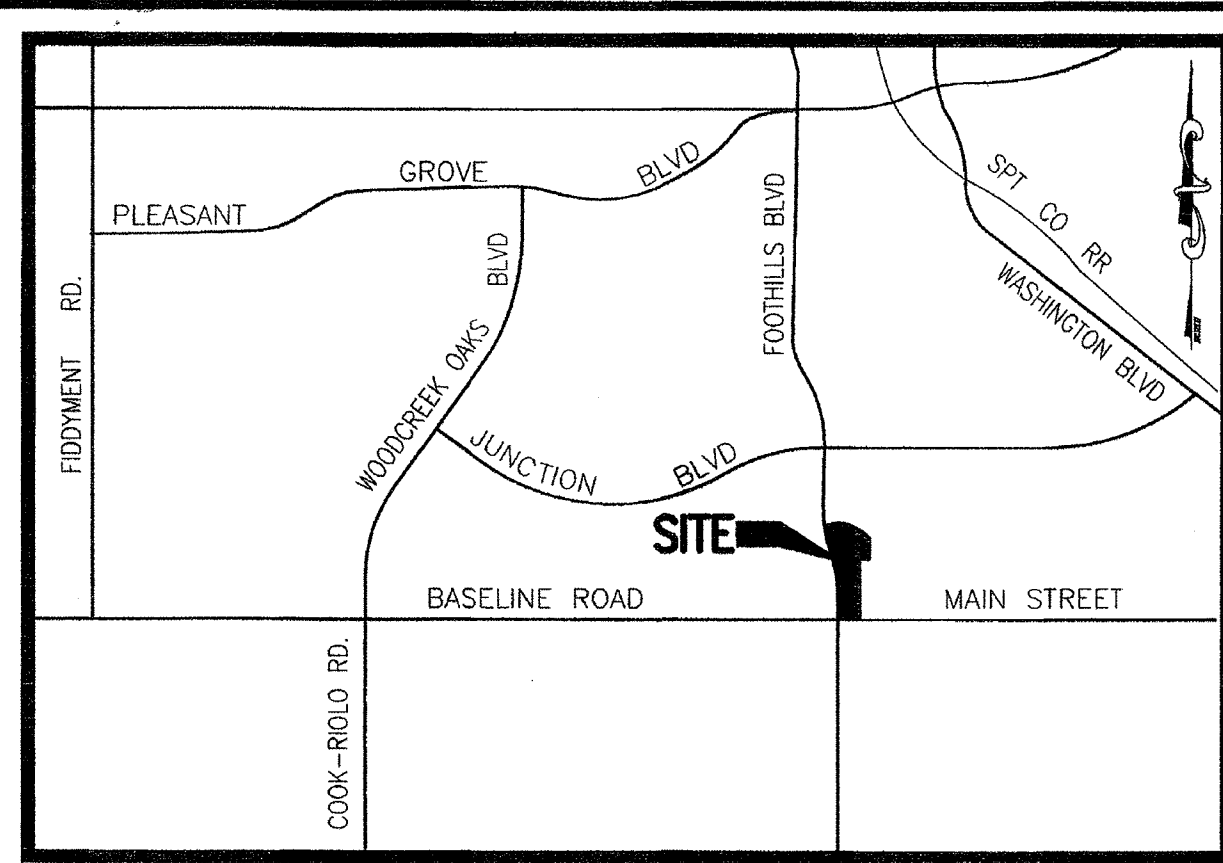 GROVE
BLVD
PLEASANT
FOOTHILLS BLVD
SPT CO RR
WASHINGTON BLVD
FIDDYMENT RD.
WOODCREEK OAKS BLVD
JUNCTION BLVD
SITE
BASELINE ROAD
MAIN STREET
COOK-RIOLO RD.